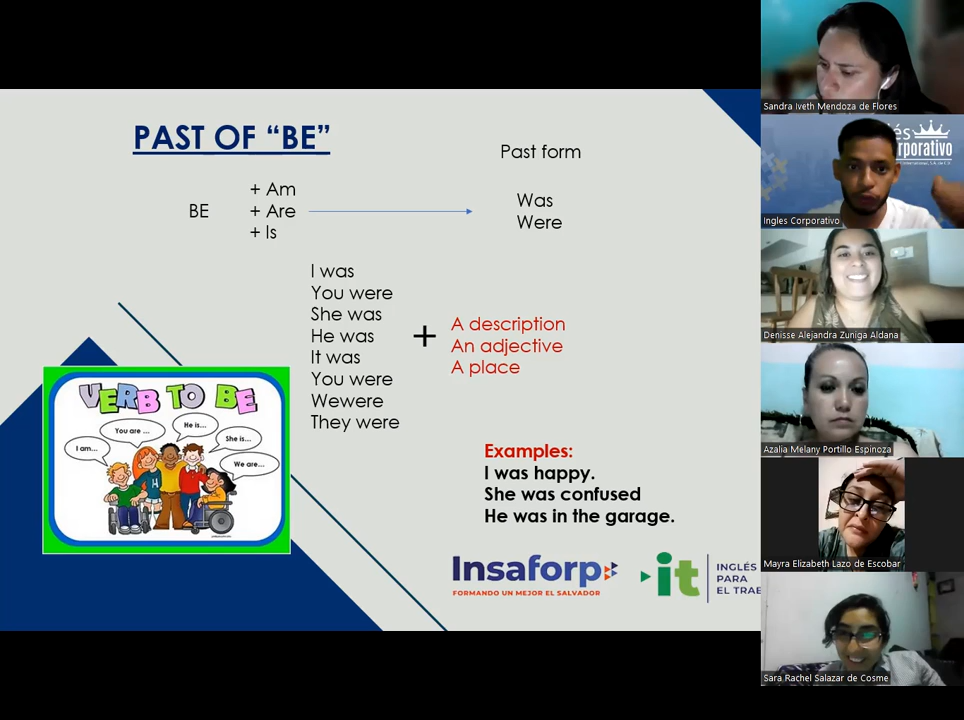 PAST OF “BE”
Past form
+ Am
BE + Are
+ Is
Was
Were
I was
You were
She was
He was
It was
You were
Wewere
They were
+
A description
An adjective
A place
Examples:
I was happy.
She was confused
He was in the garage.
VERB TO BE
I am...
You are ...
He is...
She is...
We are...
H
Insaforp
FORMANDO UN MEJOR EL SALVADOR
it
INGLÉS
PARA
EL TRAB
Sandra Iveth Mendoza de Flores
és
rporativo
Ingles Corporativo
Denisse Alejandra Zuniga Aldana
Azalia Melany Portillo Espinoza
Mayra Elizabeth Lazo de Escobar
Sara Rachel Salazar de Cosme